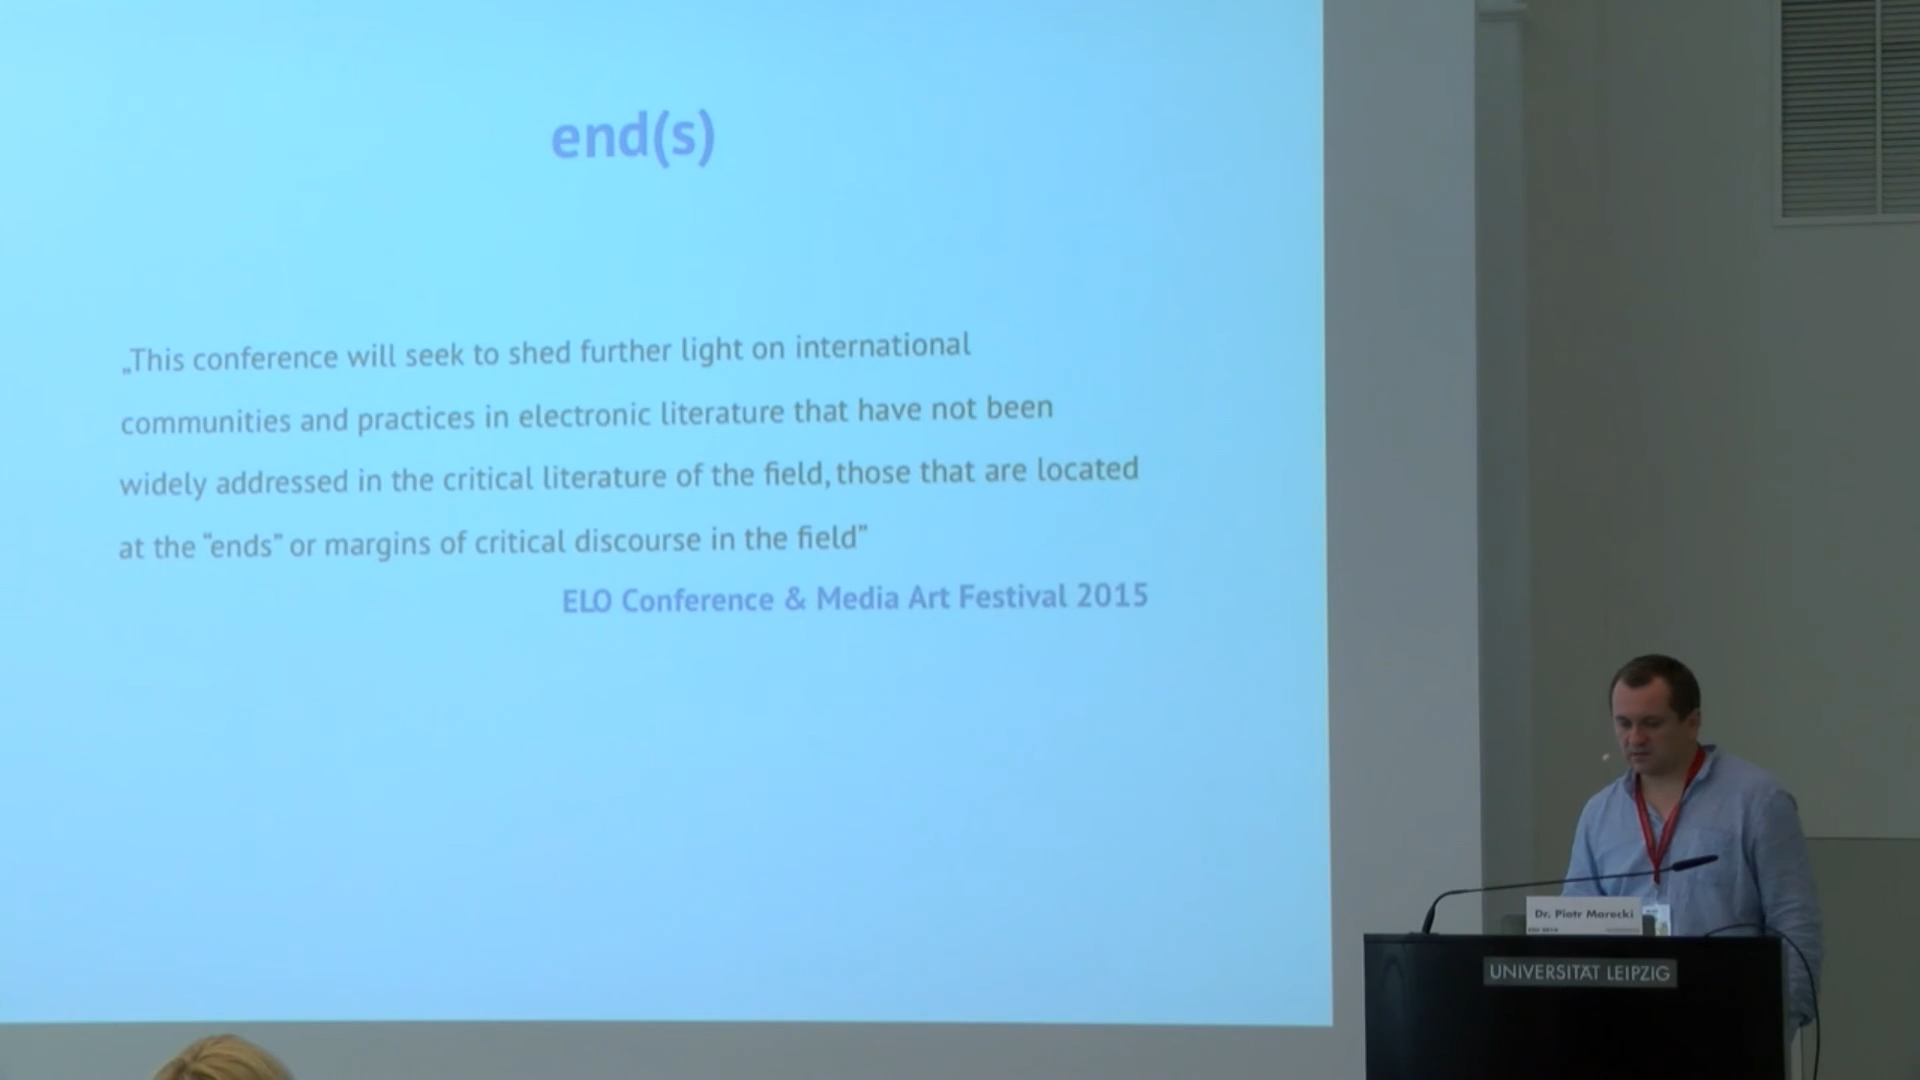 end(s)
„This conference will seek to shed further light on international
communities and practices in electronic literature that have not been
widely addressed in the critical literature of the field, those that are located
at the “ends” or margins of critical discourse in the field”
ELO Conference & Media Art Festival 2015
Dr. Piotr Marecki
UNIVERSITÄT LEIPZIG